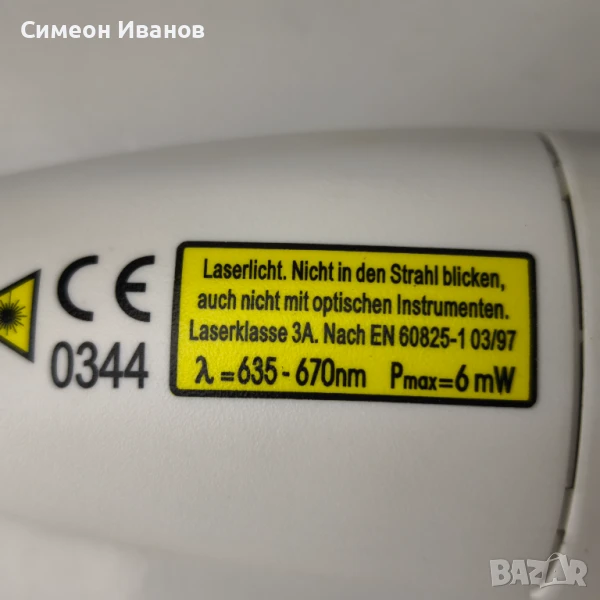 Симеон Иванов
CE
0344
Laserlicht. Nicht in den Strahl blicken,
auch nicht mit optischen Instrumenten.
Laserklasse 3A. Nach EN 60825-1 03/97
λ = 635 - 670nm Pmax = 6 mW
BAZAR